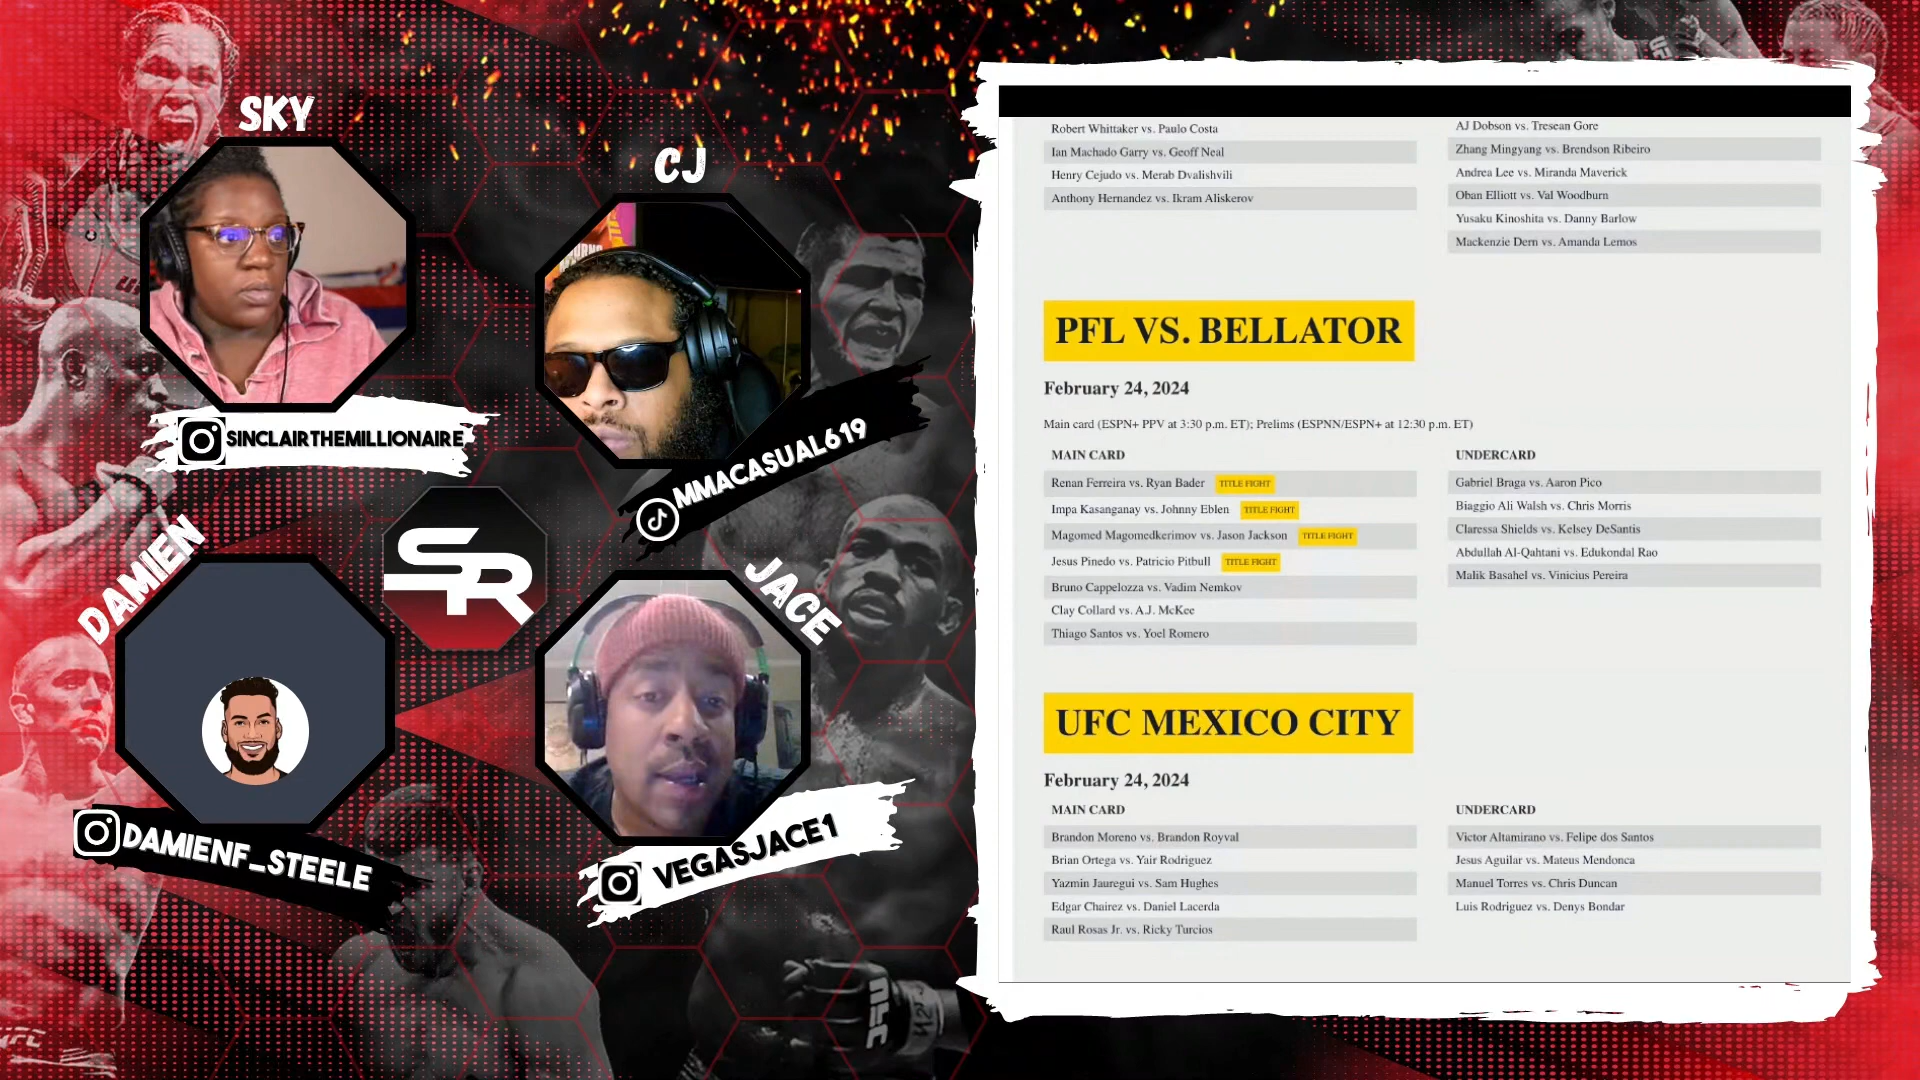 SKY
SINCLAIRTHEMILLIONAIRE
CJ
MMACASUAL619
DAMIEN
DAMIENF_STEELE
SR
JACE
VEGASJACE1
Robert Whittaker vs. Paulo Costa
Ian Machado Garry vs. Geoff Neal
Henry Cejudo vs. Merab Dvalishvili
Anthony Hernandez vs. Ikram Aliskerov
AJ Dobson vs. Tresean Gore
Zhang Mingyang vs. Brendson Ribeiro
Andrea Lee vs. Miranda Maverick
Oban Elliott vs. Val Woodburn
Yusaku Kinoshita vs. Danny Barlow
Mackenzie Dern vs. Amanda Lemos
PFL VS. BELLATOR
February 24, 2024
Main card (ESPN+ PPV at 3:30 p.m. ET); Prelims (ESPNN/ESPN+ at 12:30 p.m. ET)
MAIN CARD
Renan Ferreira vs. Ryan Bader TITLE FIGHT
Impa Kasanganay vs. Johnny Eblen TITLE FIGHT
Magomed Magomedkerimov vs. Jason Jackson TITLE FIGHT
Jesus Pinedo vs. Patricio Pitbull TITLE FIGHT
Bruno Cappelozza vs. Vadim Nemkov
Clay Collard vs. A.J. McKee
Thiago Santos vs. Yoel Romero
UNDERCARD
Gabriel Braga vs. Aaron Pico
Biaggio Ali Walsh vs. Chris Morris
Claressa Shields vs. Kelsey DeSantis
Abdullah Al-Qahtani vs. Edukondal Rao
Malik Basahel vs. Vinicius Pereira
UFC MEXICO CITY
February 24, 2024
MAIN CARD
Brandon Moreno vs. Brandon Royval
Brian Ortega vs. Yair Rodriguez
Yazmin Jauregui vs. Sam Hughes
Edgar Chairez vs. Daniel Lacerda
Raul Rosas Jr. vs. Ricky Turcios
UNDERCARD
Victor Altamirano vs. Felipe dos Santos
Jesus Aguilar vs. Mateus Mendonca
Manuel Torres vs. Chris Duncan
Luis Rodriguez vs. Denys Bondar
UFC